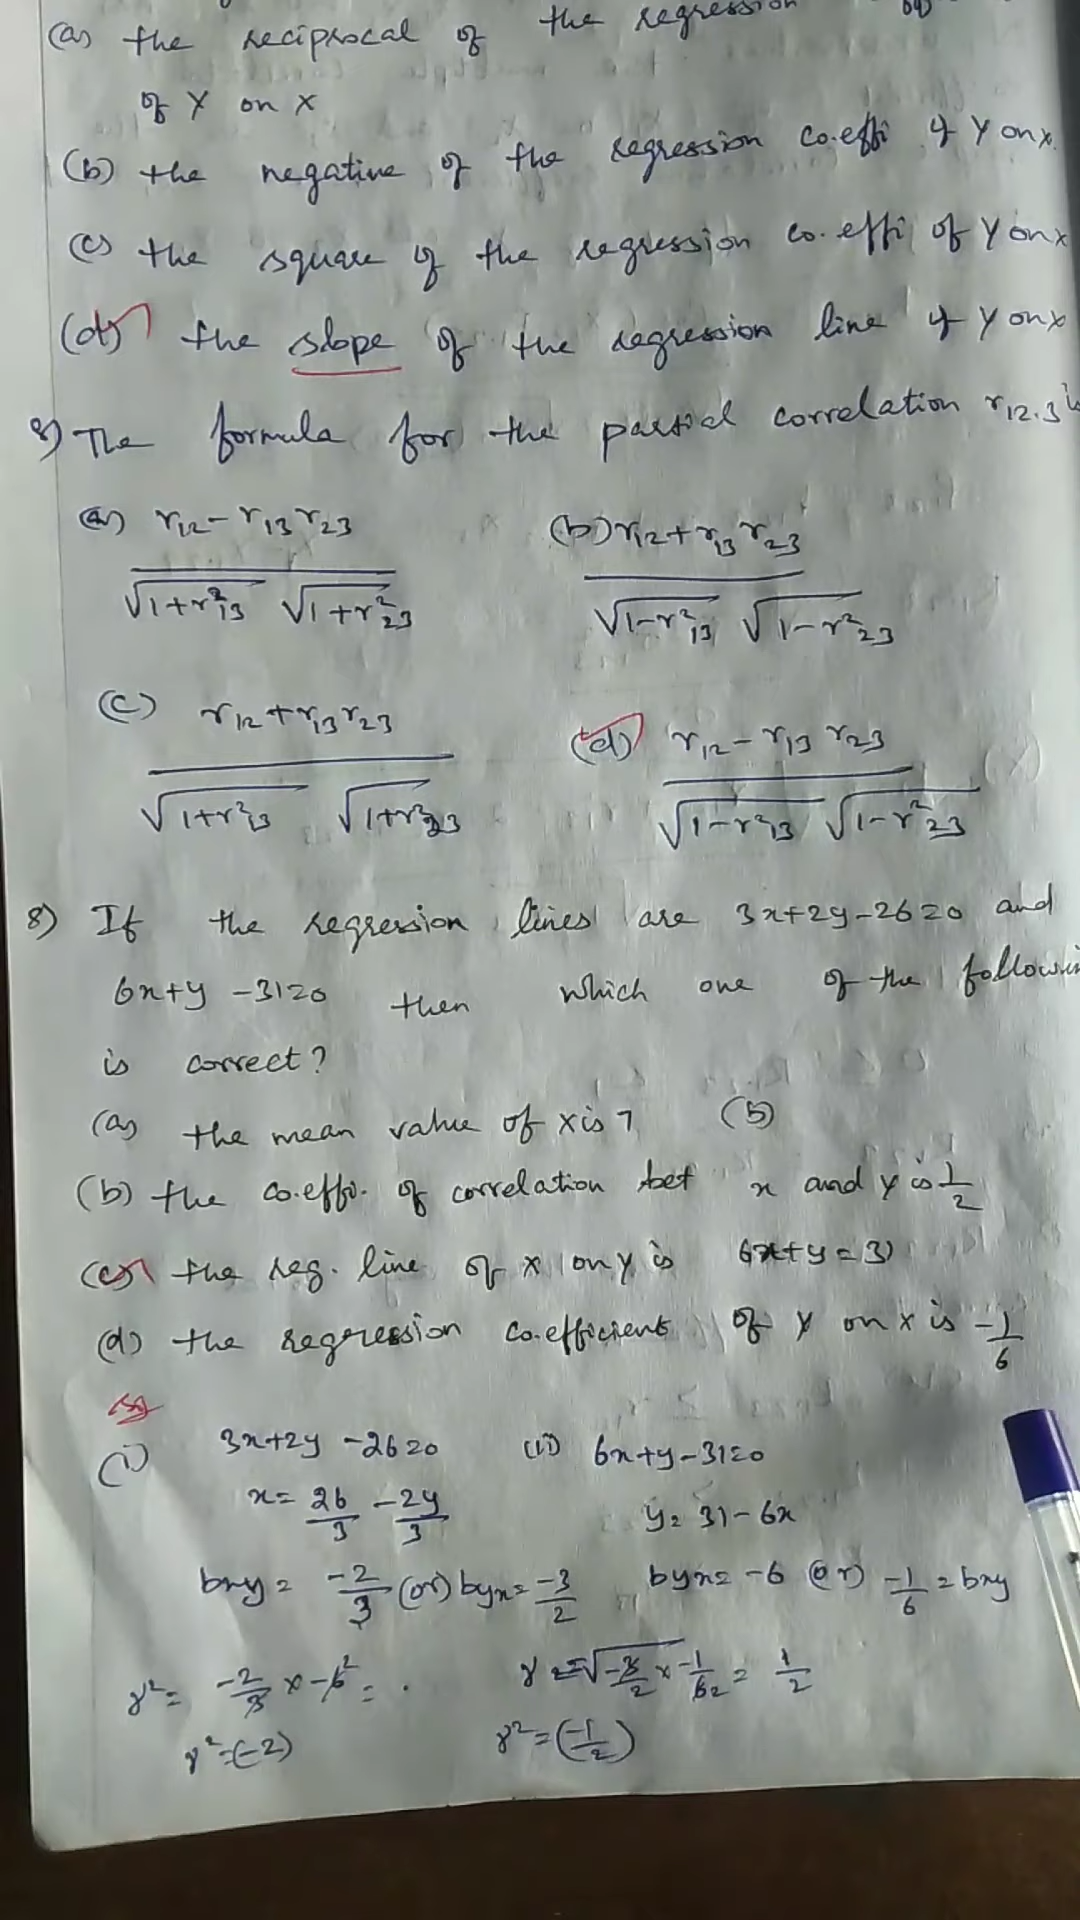 (a) the reciprocal of the regression
of Y on X
(b) the negative of the regression co.effi of Y on x.
(c) the square of the regression co.effi of Y on x
(d) the slope of the regression line of Y on x
8) The formula for the partial correlation r12.3 is
(a) r12 - r13 r23 / √1+r²13 √1+r²23 (b) r12 + r13 r23 / √1-r²13 √1-r²23
(c) r12 + r13 r23 / √1+r²13 √1+r²23 (d) r12 - r13 r23 / √1-r²13 √1-r²23
8) If the regression lines are 3x+2y-26=0 and
6x+y-31=0 then which one of the followin
is correct?
(a) the mean value of x is 7 (5)
(b) the co.effi. of correlation bet x and y is 1/2
(c) the reg. line of x on y is 6x+y=31
(d) the regression co.efficient of y on x is -1/6
(i) 3x+2y-26=0 (ii) 6x+y-31=0
x = 26/3 - 2y/3 y = 31-6x
bxy = -2/3 (or) byx = -3/2 byx = -6 (or) -1/6 = bxy
r² = -2/3 x -6² = . r = √-3/2 x -1/6 2 = 1/2
r² = (-2) r² = (-1/2)